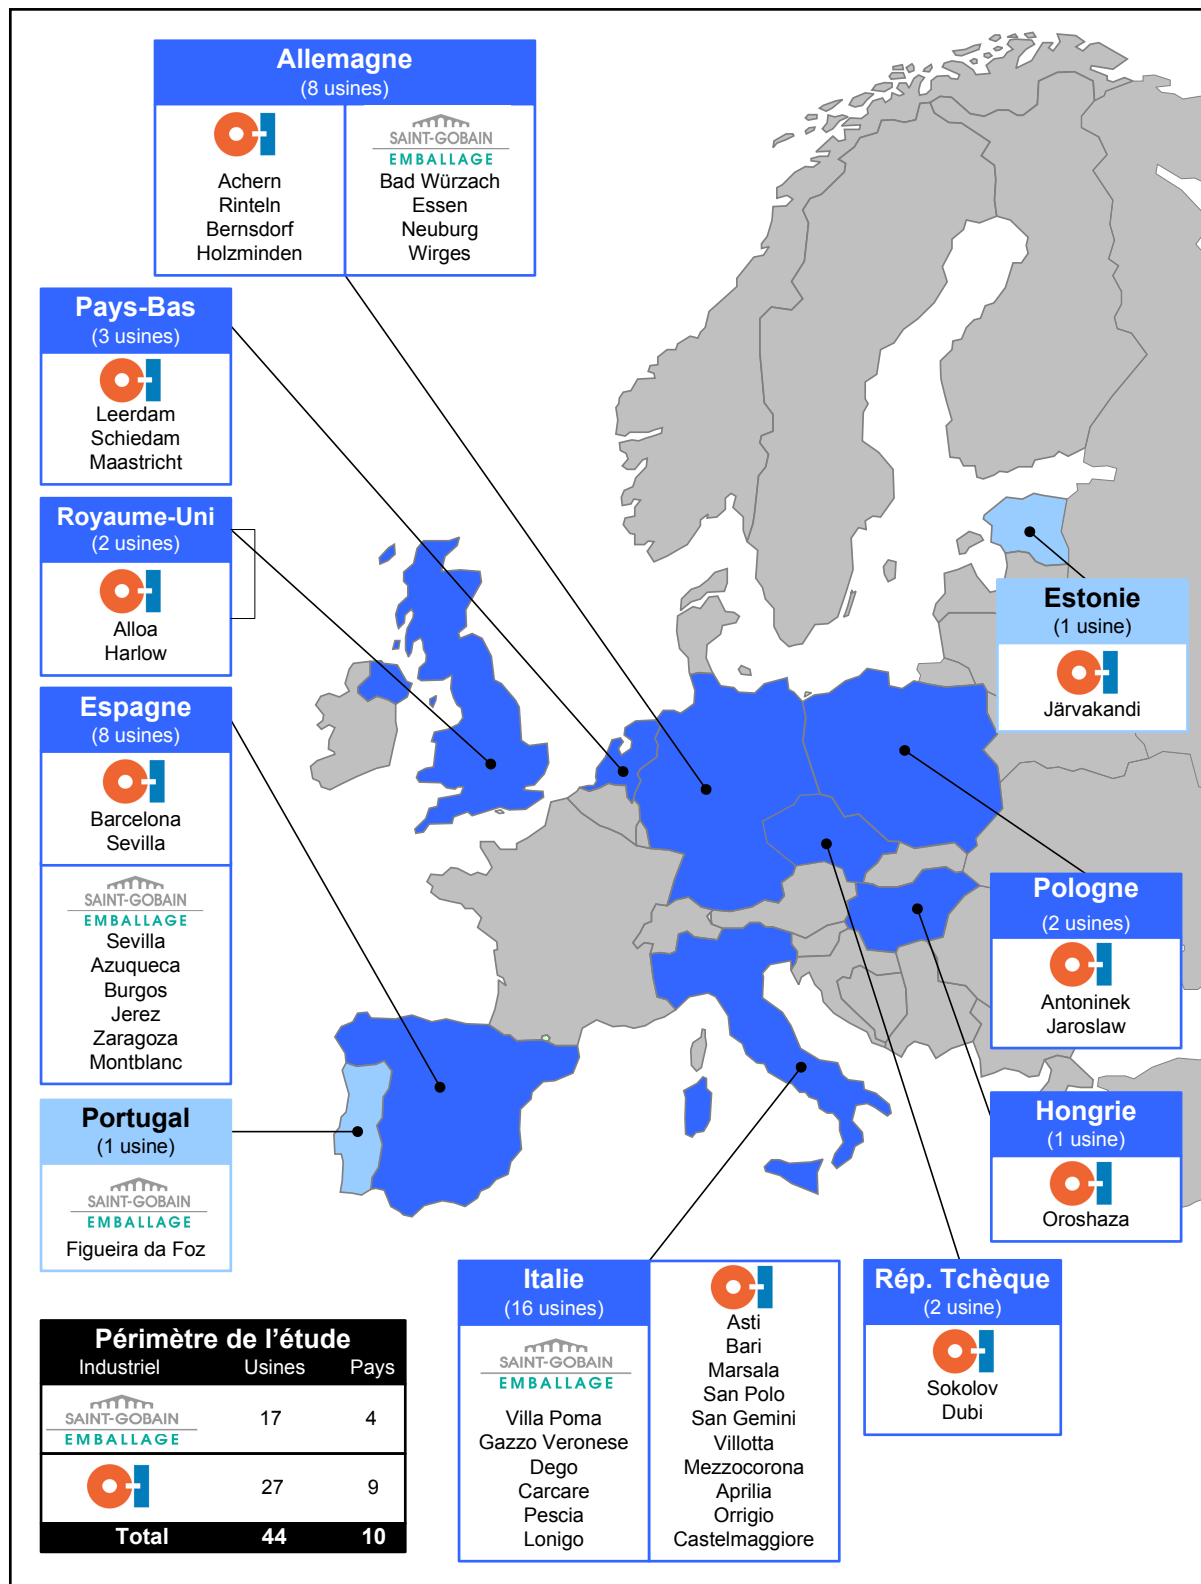 Allemagne
(8 usines)
Achern
Rinteln
Bernsdorf
Holzminden
SAINT-GOBAIN
EMBALLAGE
Bad Würzach
Essen
Neuburg
Wirges
Pays-Bas
(3 usines)
Leerdam
Schiedam
Maastricht
Royaume-Uni
(2 usines)
Alloa
Harlow
Espagne
(8 usines)
Barcelona
Sevilla
SAINT-GOBAIN
EMBALLAGE
Sevilla
Azuqueca
Burgos
Jerez
Zaragoza
Montblanc
Portugal
(1 usine)
SAINT-GOBAIN
EMBALLAGE
Figueira da Foz
Estonie
(1 usine)
Järvakandi
Pologne
(2 usines)
Antoninek
Jaroslaw
Hongrie
(1 usine)
Oroshaza
Rép. Tchèque
(2 usine)
Sokolov
Dubi
Italie
(16 usines)
SAINT-GOBAIN
EMBALLAGE
Villa Poma
Gazzo Veronese
Dego
Carcare
Pescia
Lonigo
Asti
Bari
Marsala
San Polo
San Gemini
Villotta
Mezzocorona
Aprilia
Orrigio
Castelmaggiore
Périmètre de l'étude
Industriel Usines Pays
SAINT-GOBAIN
EMBALLAGE
17 4
27 9
Total 44 10